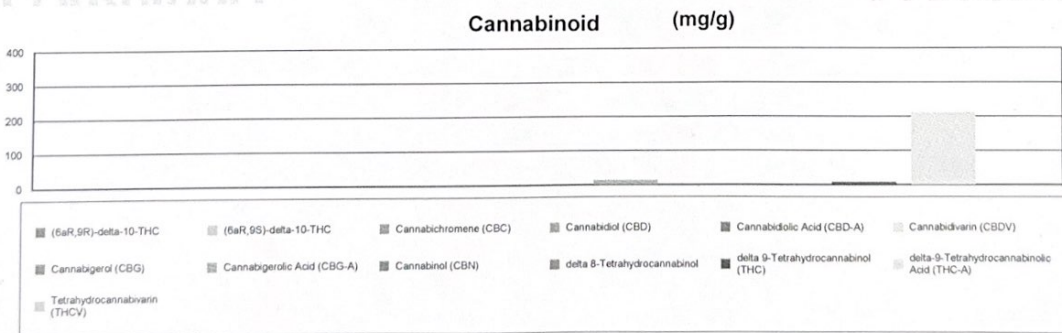 Cannabinoid (mg/g)
400
300
200
100
0
(6aR,9R)-delta-10-THC
(6aR,9S)-delta-10-THC
Cannabichromene (CBC)
Cannabidiol (CBD)
Cannabidiolic Acid (CBD-A)
Cannabidivarin (CBDV)
Cannabigerol (CBG)
Cannabigerolic Acid (CBG-A)
Cannabinol (CBN)
delta 8-Tetrahydrocannabinol
delta 9-Tetrahydrocannabinol
(THC)
delta-9-Tetrahydrocannabinolic
Acid (THC-A)
Tetrahydrocannabivarin
(THCV)